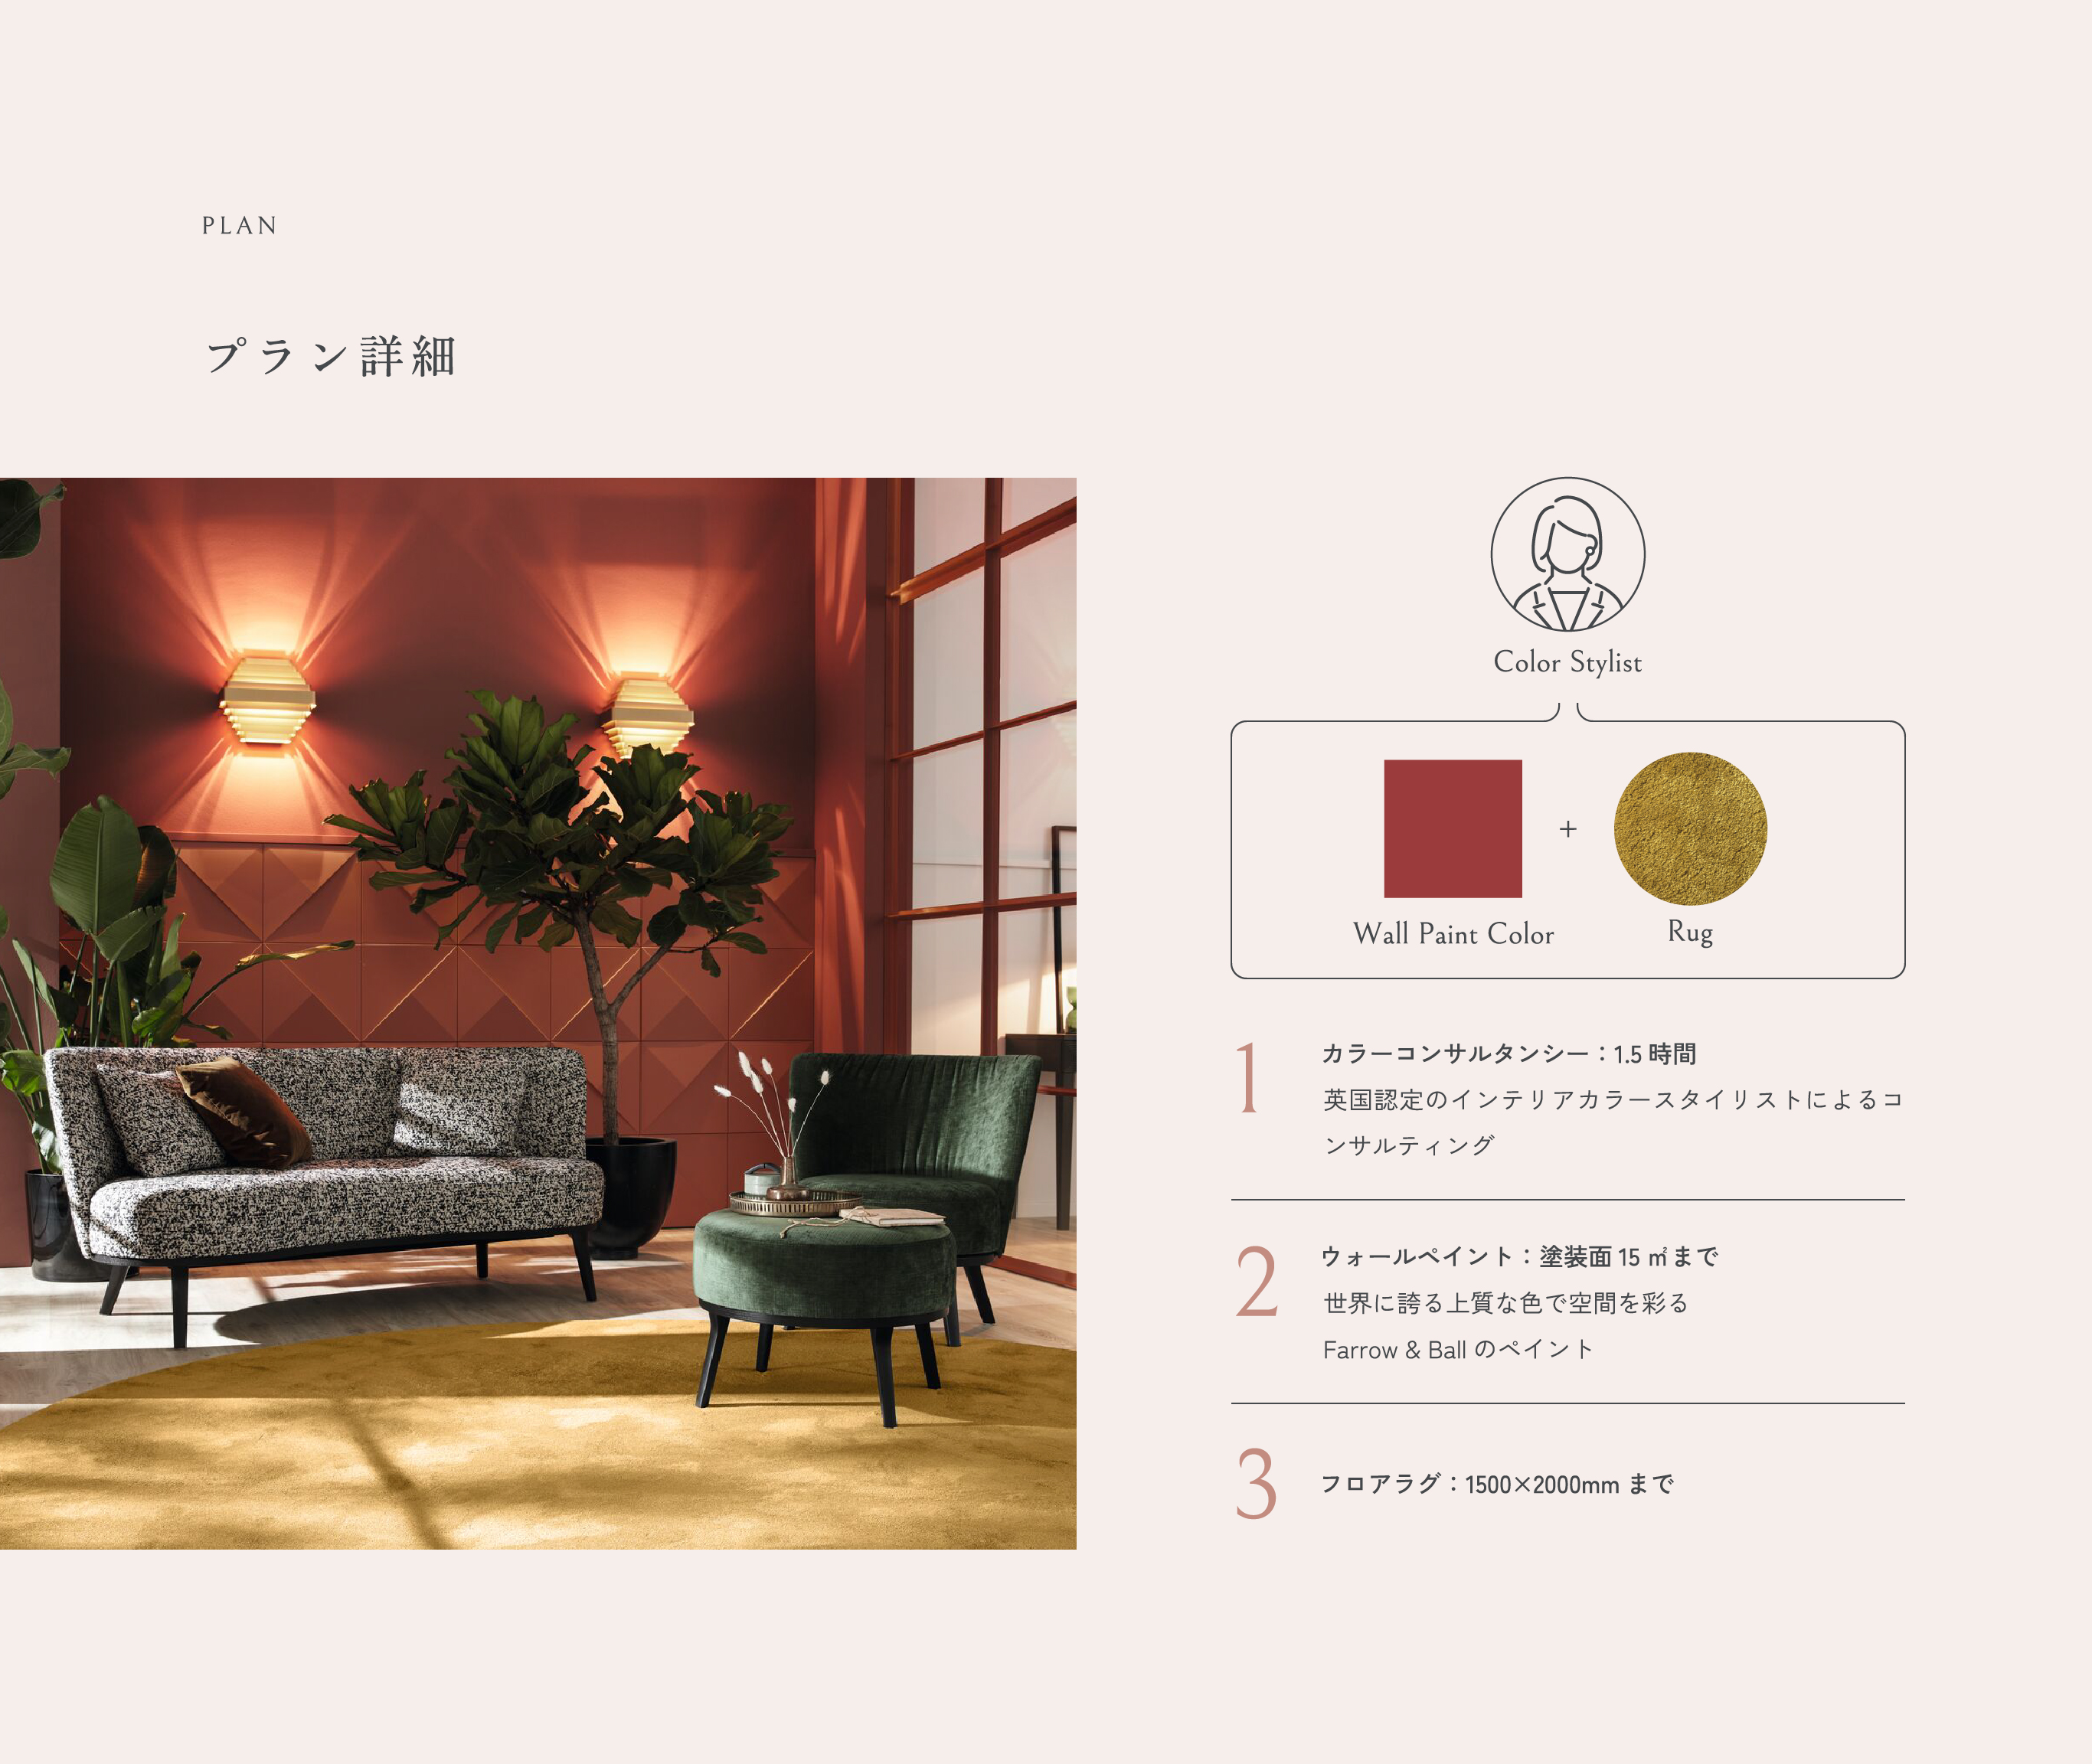 PLAN
プラン詳細
Color Stylist
+
Wall Paint Color
Rug
1
カラーコンサルタンシー：1.5 時間
英国認定のインテリアカラースタイリストによるコ
ンサルティング
2
ウォールペイント：塗装面 15 ㎡まで
世界に誇る上質な色で空間を彩る
Farrow & Ball のペイント
3
フロアラグ：1500×2000mm まで